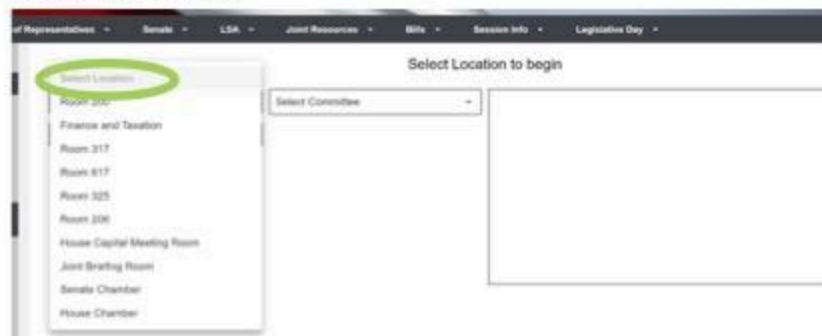 of Representatives Senate LSA Joint Resources Bills Session Info Legislative Day
Select Location to begin
Select Location
Room 200
Select Committee
Finance and Taxation
Room 317
Room 617
Room 325
Room 206
House Capital Meeting Room
Joint Briefing Room
Senate Chamber
House Chamber